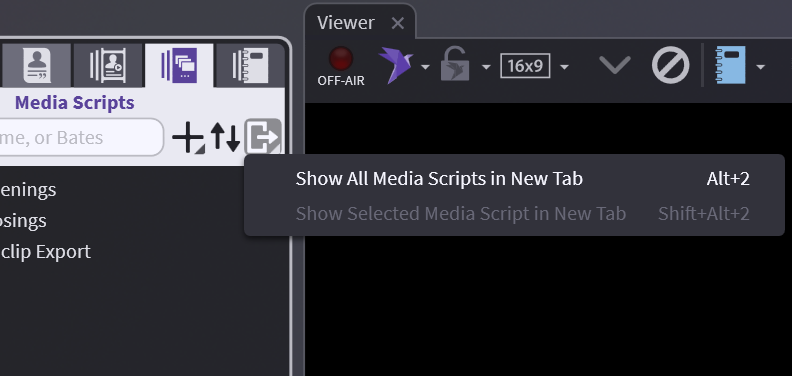 Viewer
OFF-AIR
16x9
Media Scripts
me, or Bates
Show All Media Scripts in New Tab Alt+2
Show Selected Media Script in New Tab Shift+Alt+2
enings
osings
clip Export